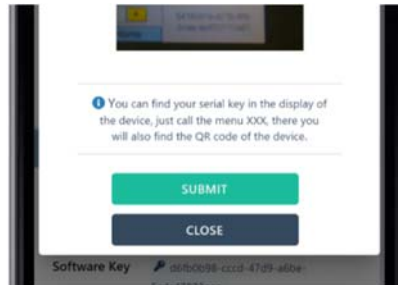 You can find your serial key in the display of
the device, just call the menu XXX, there you
will also find the QR code of the device.
SUBMIT
CLOSE
Software Key d6fb0b98-cccd-47d9-a6be-